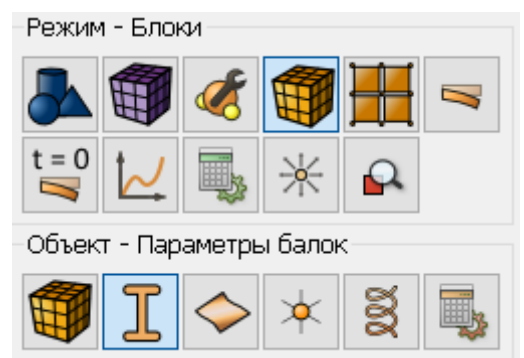 Режим - Блоки
t = 0
Объект - Параметры балок